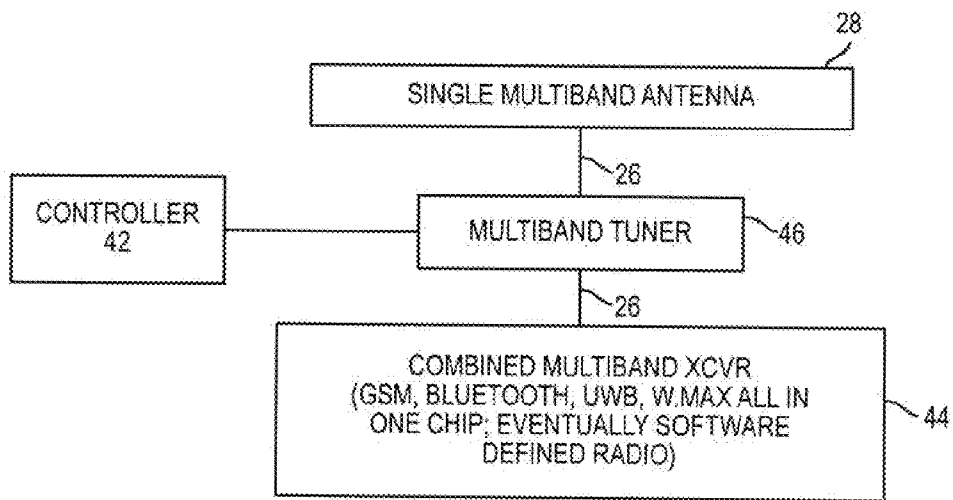 28
SINGLE MULTIBAND ANTENNA
26
CONTROLLER
42
MULTIBAND TUNER
46
26
COMBINED MULTIBAND XCVR
(GSM, BLUETOOTH, UWB, W.MAX ALL IN
ONE CHIP; EVENTUALLY SOFTWARE
DEFINED RADIO)
44